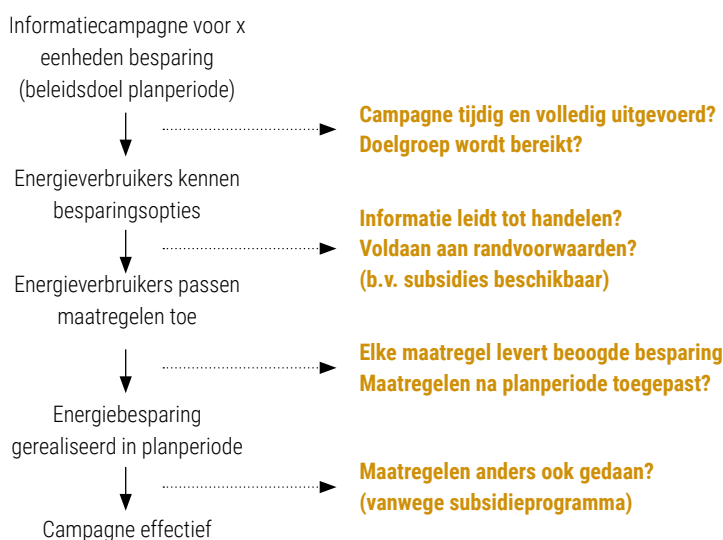 Informatiecampagne voor x
eenheden besparing
(beleidsdoel planperiode)
Campagne tijdig en volledig uitgevoerd?
Doelgroep wordt bereikt?
Energieverbruikers kennen
besparingsopties
Informatie leidt tot handelen?
Voldaan aan randvoorwaarden?
(b.v. subsidies beschikbaar)
Energieverbruikers passen
maatregelen toe
Elke maatregel levert beoogde besparing
Maatregelen na planperiode toegepast?
Energiebesparing
gerealiseerd in planperiode
Maatregelen anders ook gedaan?
(vanwege subsidieprogramma)
Campagne effectief